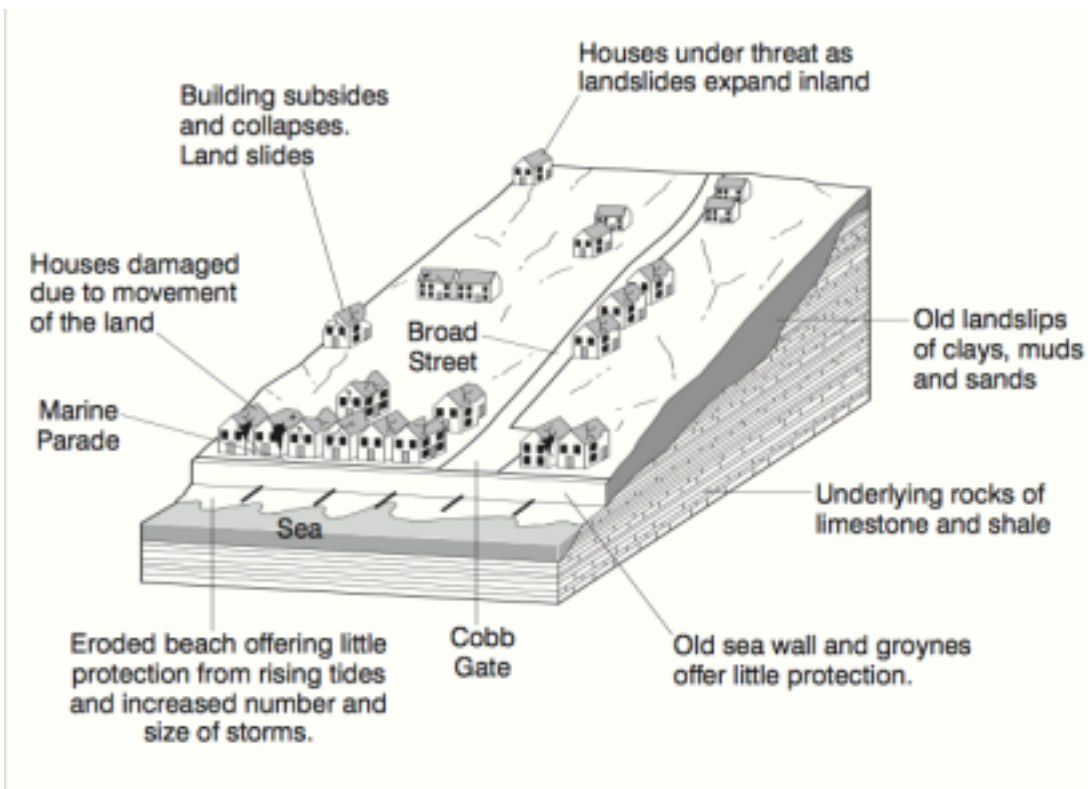 Houses under threat as
landslides expand inland
Building subsides
and collapses.
Land slides
Houses damaged
due to movement
of the land
Broad
Street
Old landslips
of clays, muds
and sands
Marine
Parade
Underlying rocks of
limestone and shale
Sea
Eroded beach offering little
protection from rising tides
and increased number and
size of storms.
Cobb
Gate
Old sea wall and groynes
offer little protection.